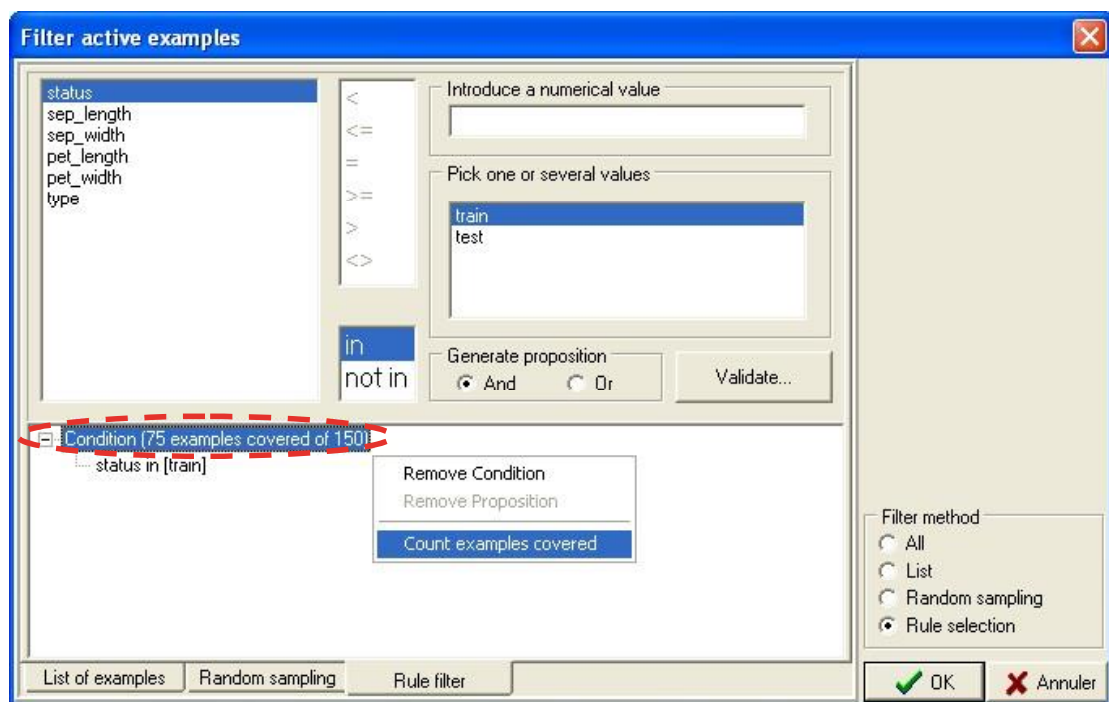 Filter active examples
status
sep_length
sep_width
pet_length
pet_width
type
<
<=
=
>=
>
<>
in
not in
Introduce a numerical value
Pick one or several values
train
test
Generate proposition
And Or
Validate...
Condition (75 examples covered of 150)
status in [train]
Remove Condition
Remove Proposition
Count examples covered
Filter method
All
List
Random sampling
Rule selection
List of examples Random sampling Rule filter
OK Annuler